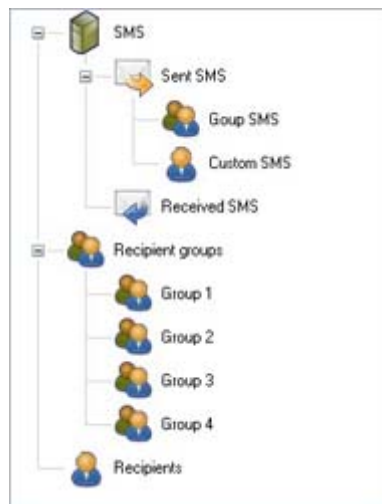 SMS
Sent SMS
Goup SMS
Custom SMS
Received SMS
Recipient groups
Group 1
Group 2
Group 3
Group 4
Recipients